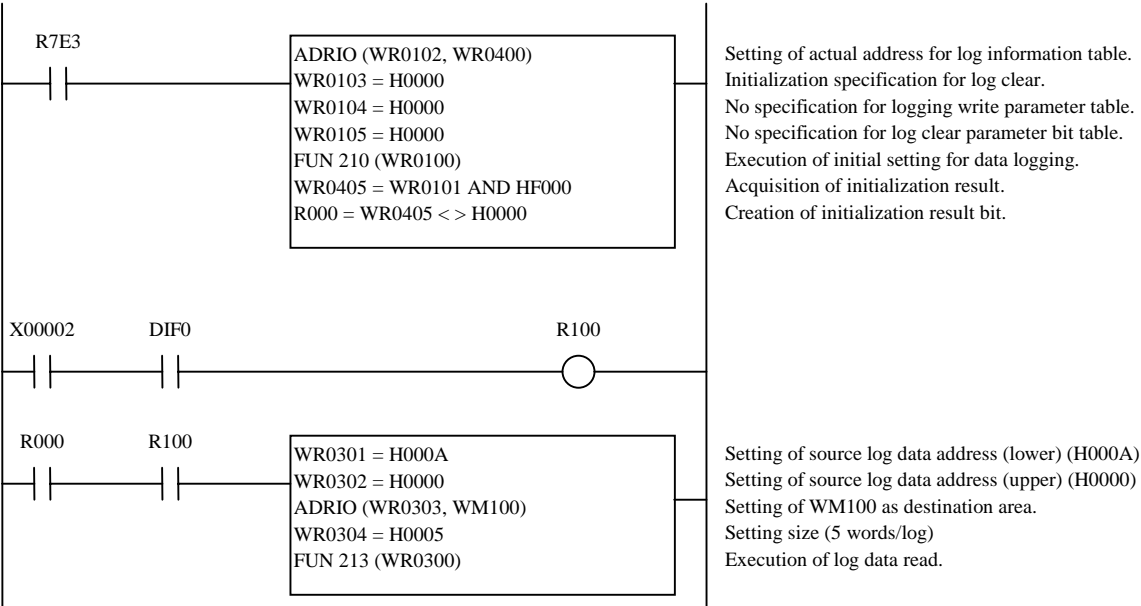 R7E3
ADRIO (WR0102, WR0400) Setting of actual address for log information table.
WR0103 = H0000 Initialization specification for log clear.
WR0104 = H0000 No specification for logging write parameter table.
WR0105 = H0000 No specification for log clear parameter bit table.
FUN 210 (WR0100) Execution of initial setting for data logging.
WR0405 = WR0101 AND HF000 Acquisition of initialization result.
R000 = WR0405 < > H0000 Creation of initialization result bit.
X00002 DIF0 R100
R000 R100
WR0301 = H000A Setting of source log data address (lower) (H000A)
WR0302 = H0000 Setting of source log data address (upper) (H0000)
ADRIO (WR0303, WM100) Setting of WM100 as destination area.
WR0304 = H0005 Setting size (5 words/log)
FUN 213 (WR0300) Execution of log data read.